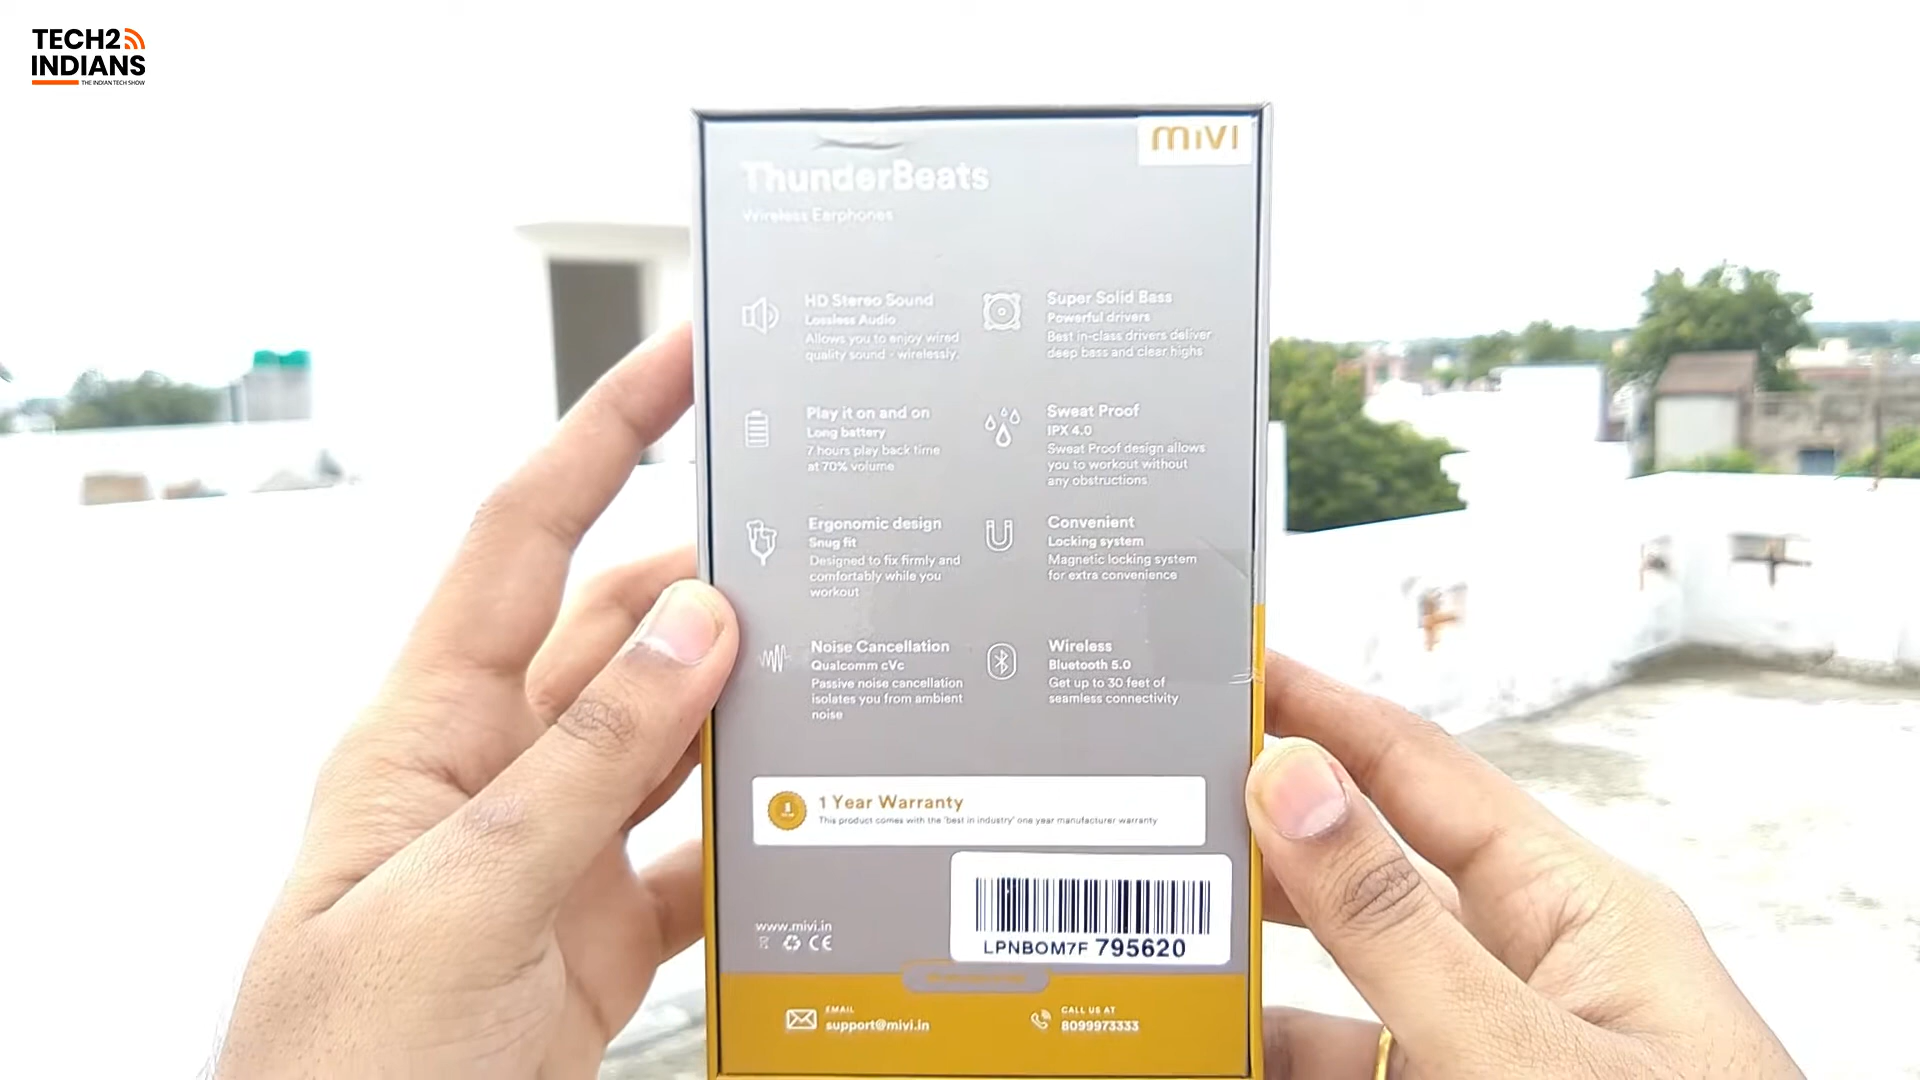 TECH2
INDIANS
THE INDIAN TECH SHOW
mivi
ThunderBeats
Wireless Earphones
HD Stereo Sound
Lossless Audio
Allows you to enjoy wired
quality sound - wirelessly.
Super Solid Bass
Powerful drivers
Best in-class drivers deliver
deep bass and clear highs
Play it on and on
Long battery
7 hours play back time
at 70% volume
Sweat Proof
IPX 4.0
Sweat Proof design allows
you to workout without
any obstructions
Ergonomic design
Snug fit
Designed to fix firmly and
comfortably while you
workout
Convenient
Locking system
Magnetic locking system
for extra convenience
Noise Cancellation
Qualcomm cVc
Passive noise cancellation
isolates you from ambient
noise
Wireless
Bluetooth 5.0
Get up to 30 feet of
seamless connectivity
1 Year Warranty
This product comes with the 'best in industry' one year manufacturer warranty
LPNBOM7F 795620
www.mivi.in
CE
EMAIL
support@mivi.in
CALL US AT
8099973333